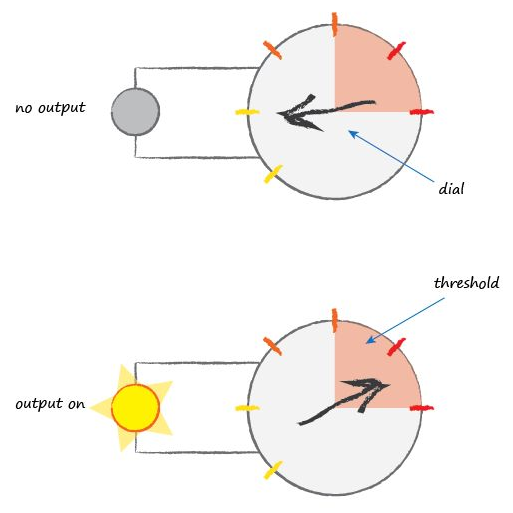 no output
dial
threshold
output on